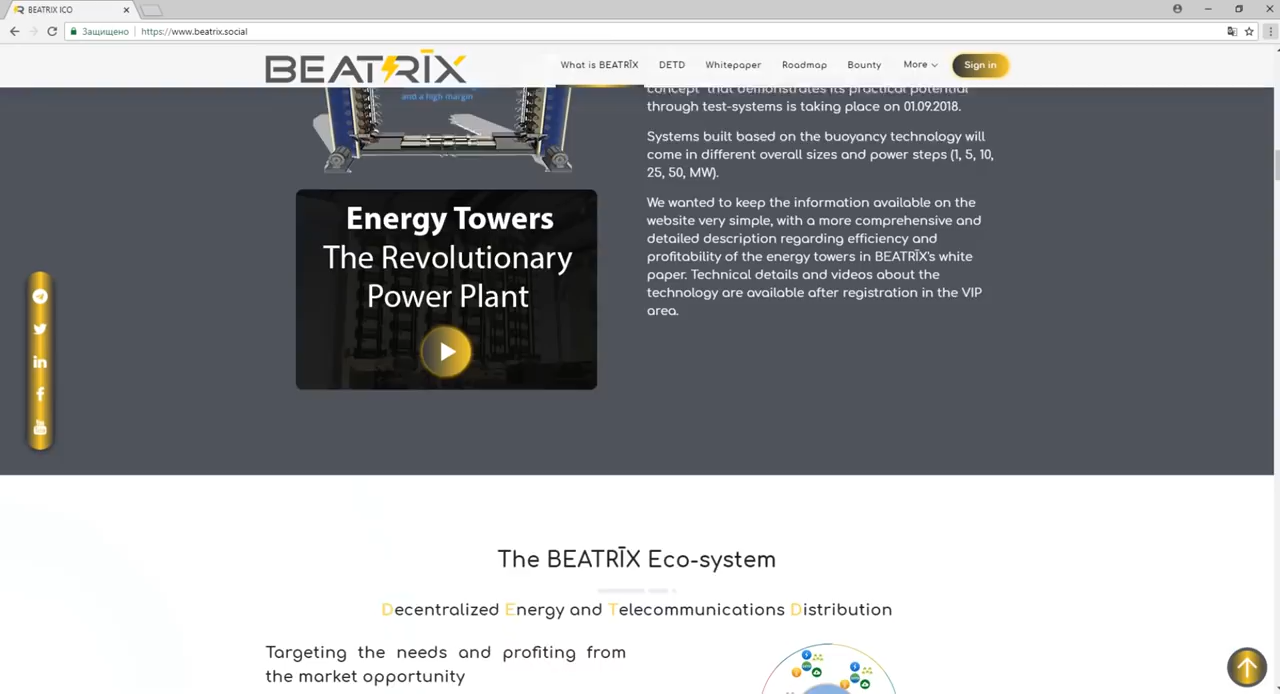 BEATRIX ICO
Защищено
https://www.beatrix.social
BEATRĪX
What is BEATRĪX
DETD
Whitepaper
Roadmap
Bounty
More
Sign in
and a high margin
concept that demonstrates its practical potential
through test-systems is taking place on 01.09.2018.
Systems built based on the buoyancy technology will
come in different overall sizes and power steps (1, 5, 10,
25, 50, MW).
We wanted to keep the information available on the
website very simple, with a more comprehensive and
detailed description regarding efficiency and
profitability of the energy towers in BEATRĪX's white
paper. Technical details and videos about the
technology are available after registration in the VIP
area.
Energy Towers
The Revolutionary
Power Plant
The BEATRĪX Eco-system
Decentralized Energy and Telecommunications Distribution
Targeting the needs and profiting from
the market opportunity